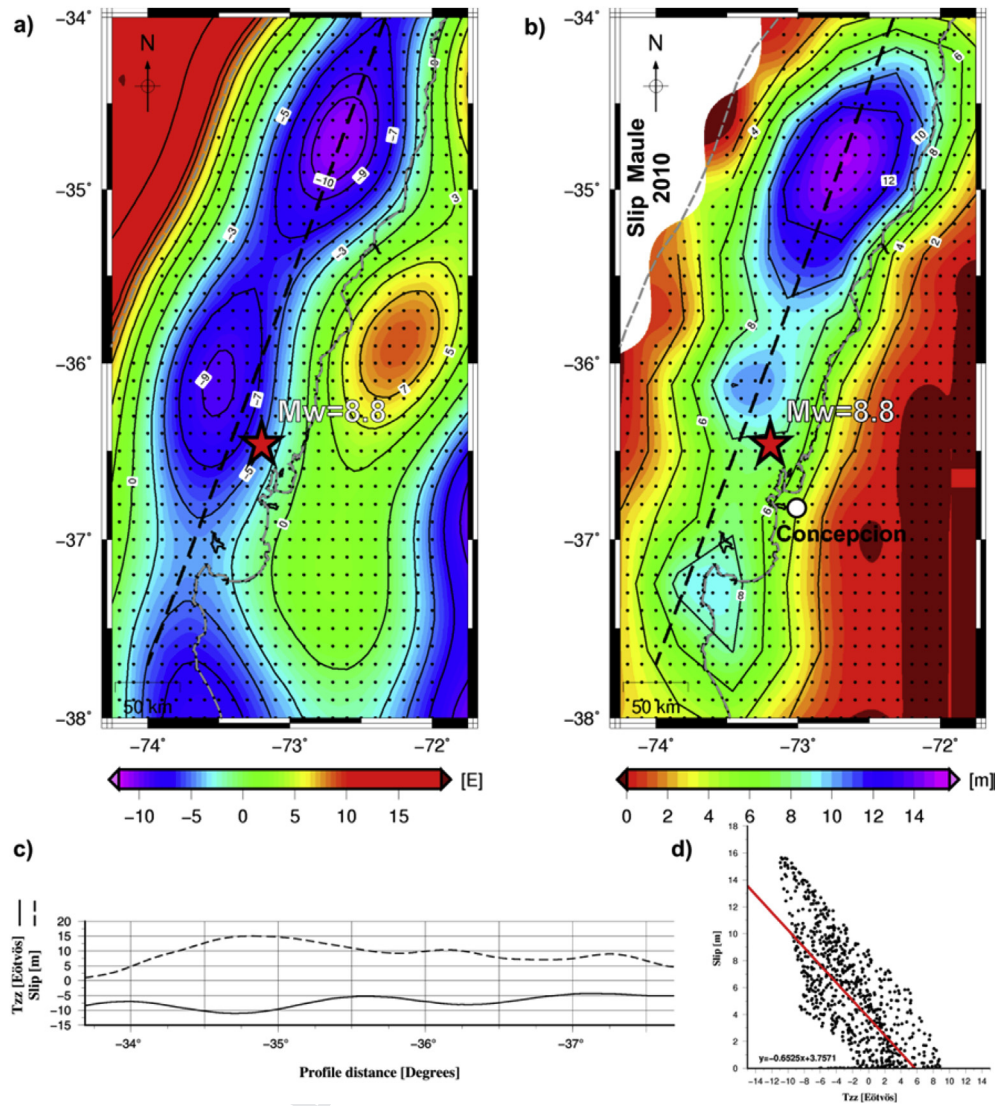 a)
−34°
−35°
−36°
−37°
−38°
N
0
−5
−7
−9
−10
−3
−3
3
−9
−7
5
7
Mw=8.8
−5
0
0
50 km
−74°
−73°
−72°
[E]
−10 −5 0 5 10 15
b)
−34°
−35°
−36°
−37°
−38°
N
Slip Maule
2010
6
4
10
8
12
4
2
8
6
Mw=8.8
6
Concepcion
8
50 km
−74°
−73°
−72°
[m]
0 2 4 6 8 10 12 14
c)
Tzz [Eötvös]
Slip [m]
20
15
10
5
0
−5
−10
−15
−34° −35° −36° −37°
Profile distance [Degrees]
d)
Slip [m]
18
16
14
12
10
8
6
4
2
0
y=−0.6525x+3.7571
−14 −12 −10 −8 −6 −4 −2 0 2 4 6 8 10 12 14
Tzz [Eötvös]